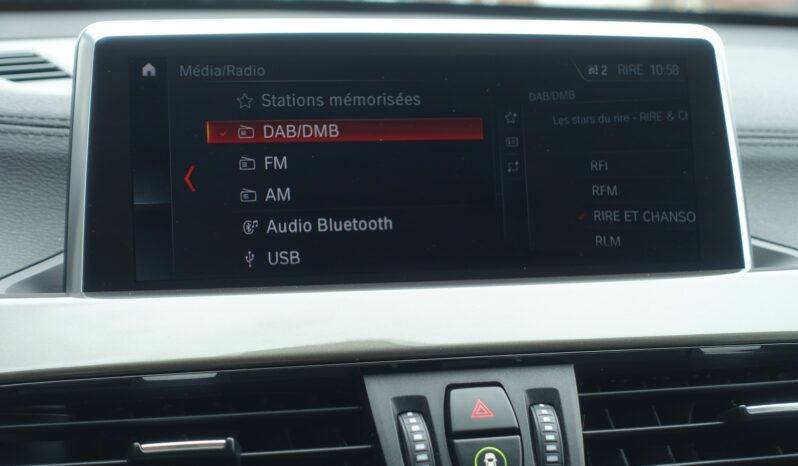 Média/Radio
2 RIRE 10:58
Stations mémorisées
DAB/DMB
FM
AM
Audio Bluetooth
USB
DAB/DMB
Les stars du rire - RIRE & CH
RFI
RFM
RIRE ET CHANSO
RLM